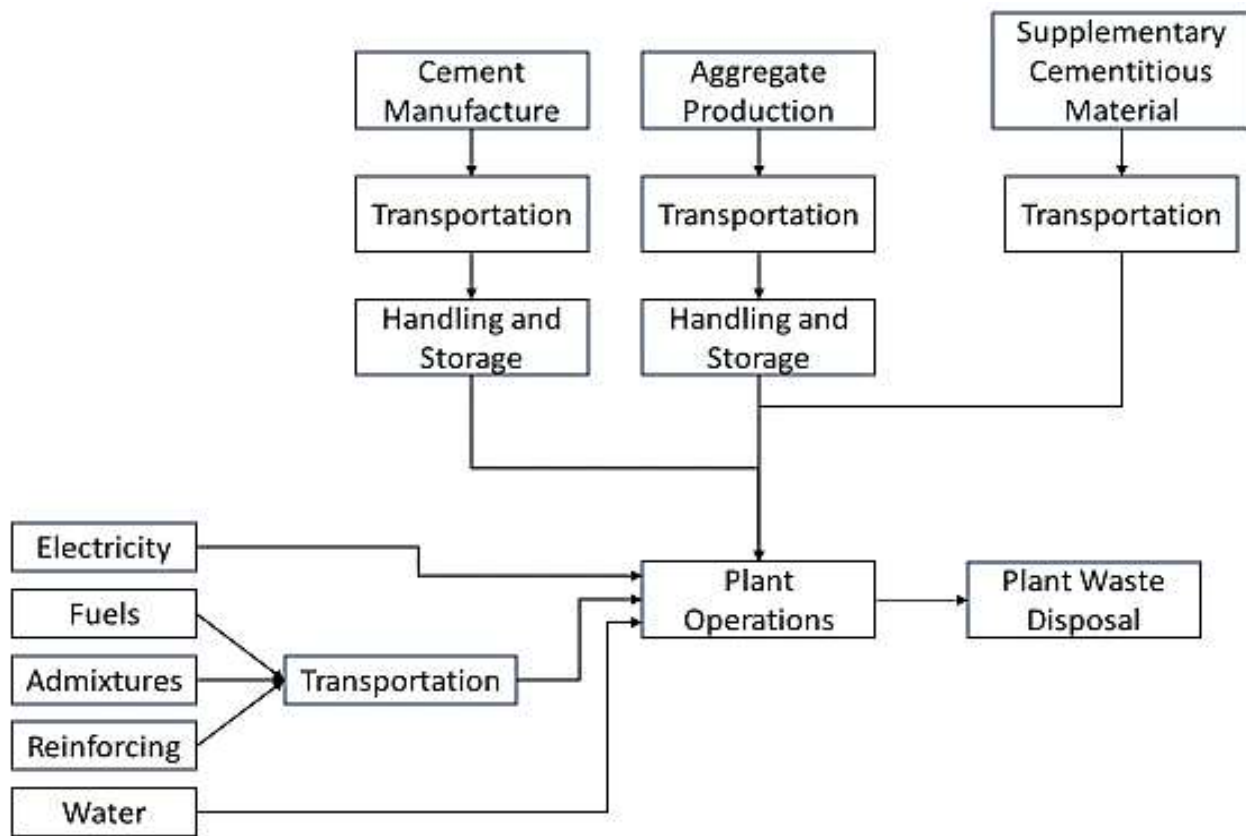 Cement
Manufacture
Aggregate
Production
Supplementary
Cementitious
Material
Transportation
Transportation
Transportation
Handling and
Storage
Handling and
Storage
Electricity
Fuels
Admixtures
Reinforcing
Water
Transportation
Plant
Operations
Plant Waste
Disposal